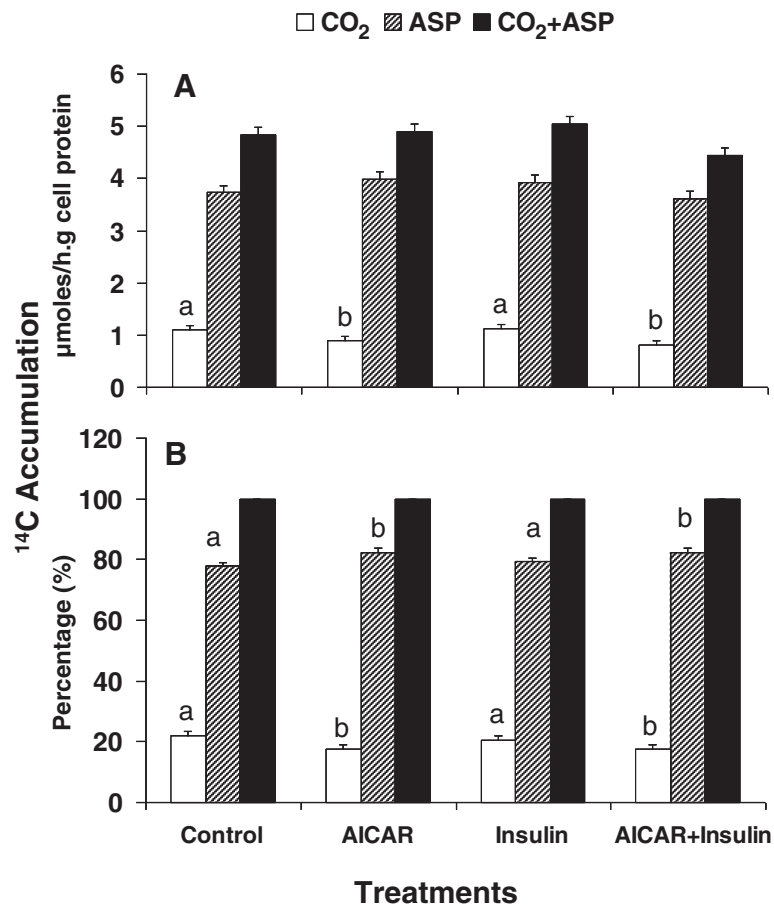 CO₂ ASP CO₂+ASP
¹⁴C Accumulation
A
µmoles/h.g cell protein
6
5
4
3
2
1
0
a b a b
B
Percentage (%)
120
100
80
60
40
20
0
a b a b
a b a b
Control AICAR Insulin AICAR+Insulin
Treatments